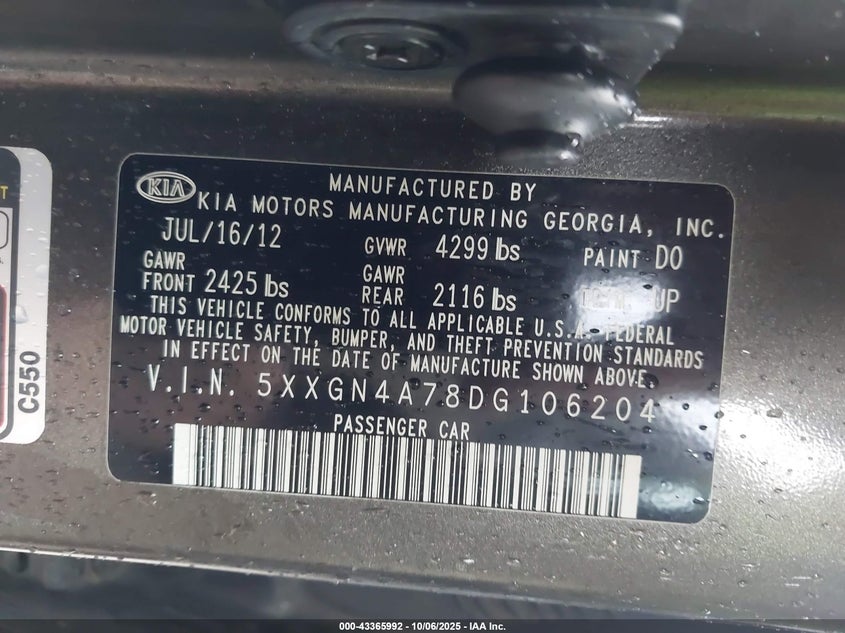 KIA
MANUFACTURED BY
KIA MOTORS MANUFACTURING GEORGIA, INC.
JUL/16/12 GVWR 4299 lbs PAINT D0
GAWR FRONT 2425 lbs GAWR REAR 2116 lbs UP
THIS VEHICLE CONFORMS TO ALL APPLICABLE U.S.A. FEDERAL
MOTOR VEHICLE SAFETY, BUMPER, AND THEFT PREVENTION STANDARDS
IN EFFECT ON THE DATE OF MANUFACTURE SHOWN ABOVE.
V.I.N. 5XXGN4A78DG106204
PASSENGER CAR
C550
000-43365992 - 10/06/2025 - IAA Inc.